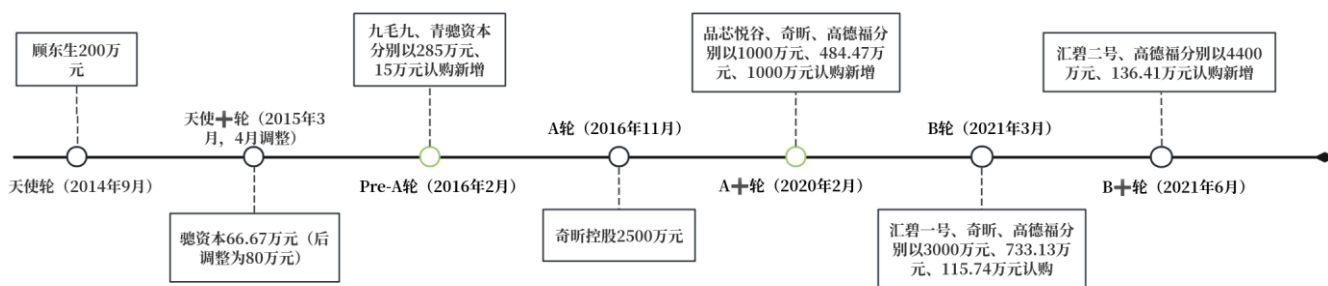 顾东生200万
元
天使轮（2014年9月）
天使➕轮（2015年3
月，4月调整）
骢资本66.67万元（后
调整为80万元）
九毛九、青骢资本
分别以285万元、
15万元认购新增
Pre-A轮（2016年2月）
A轮（2016年11月）
奇昕控股2500万元
品芯悦谷、奇昕、高德福分
别以1000万元、484.47万
元、1000万元认购新增
A➕轮（2020年2月）
B轮（2021年3月）
汇碧一号、奇昕、高德福分
别以3000万元、733.13万
元、115.74万元认购
汇碧二号、高德福分别以4400
万元、136.41万元认购新增
B➕轮（2021年6月）